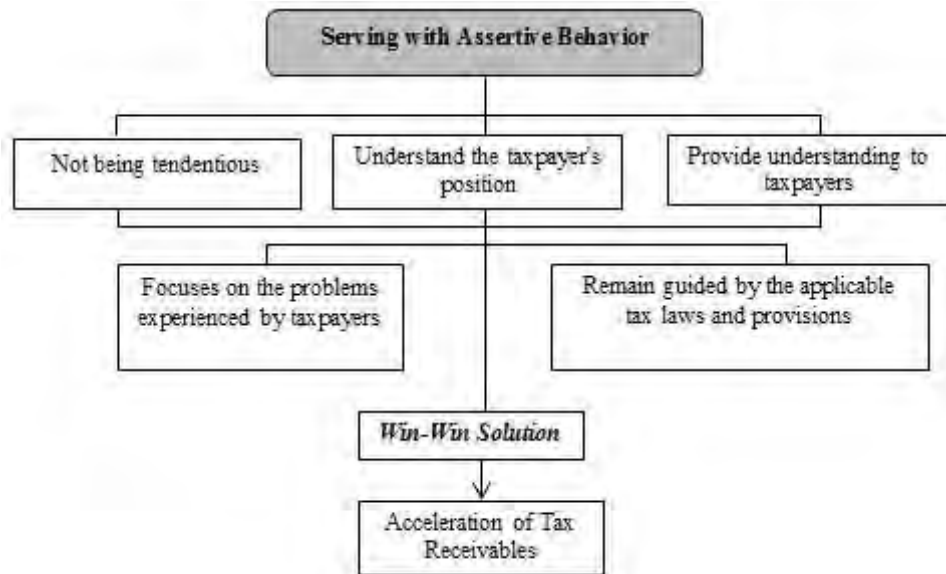 Serving with Assertive Behavior
Not being tendentious
Understand the taxpayer's
position
Provide understanding to
taxpayers
Focuses on the problems
experienced by taxpayers
Remain guided by the applicable
tax laws and provisions
Win-Win Solution
Acceleration of Tax
Receivables